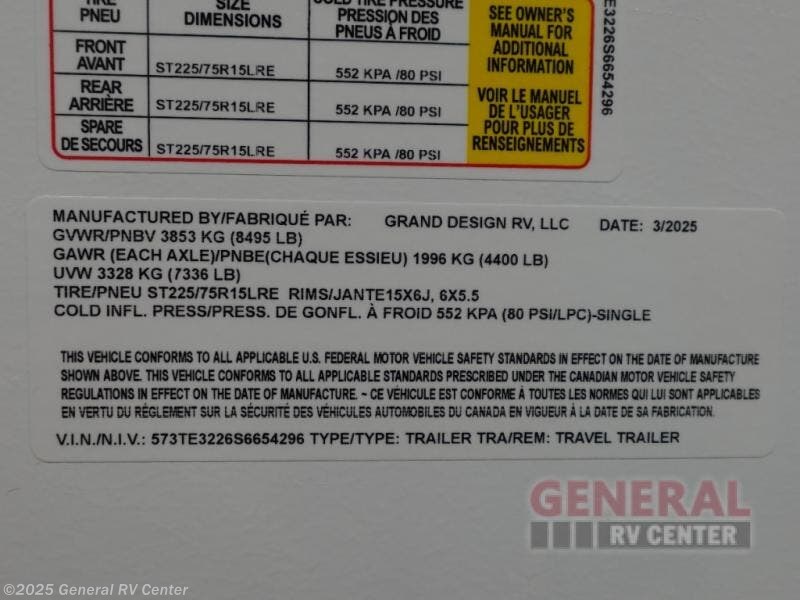 TIRE
PNEU
SIZE
DIMENSIONS
COLD TIRE PRESSURE
PRESSION DES
PNEUS À FROID
SEE OWNER'S
MANUAL FOR
ADDITIONAL
INFORMATION
VOIR LE MANUEL
DE L'USAGER
POUR PLUS DE
RENSEIGNEMENTS
FRONT
AVANT
ST225/75R15LRE
552 KPA /80 PSI
REAR
ARRIÈRE
ST225/75R15LRE
552 KPA /80 PSI
SPARE
DE SECOURS
ST225/75R15LRE
552 KPA /80 PSI
E3226S6654296
MANUFACTURED BY/FABRIQUÉ PAR: GRAND DESIGN RV, LLC DATE: 3/2025
GVWR/PNBV 3853 KG (8495 LB)
GAWR (EACH AXLE)/PNBE(CHAQUE ESSIEU) 1996 KG (4400 LB)
UVW 3328 KG (7336 LB)
TIRE/PNEU ST225/75R15LRE RIMS/JANTE15X6J, 6X5.5
COLD INFL. PRESS/PRESS. DE GONFL. À FROID 552 KPA (80 PSI/LPC)-SINGLE
THIS VEHICLE CONFORMS TO ALL APPLICABLE U.S. FEDERAL MOTOR VEHICLE SAFETY STANDARDS IN EFFECT ON THE DATE OF MANUFACTURE
SHOWN ABOVE. THIS VEHICLE CONFORMS TO ALL APPLICABLE STANDARDS PRESCRIBED UNDER THE CANADIAN MOTOR VEHICLE SAFETY
REGULATIONS IN EFFECT ON THE DATE OF MANUFACTURE. ~ CE VÉHICULE EST CONFORME À TOUTES LES NORMES QUI LUI SONT APPLICABLES
EN VERTU DU RÉGLEMENT SUR LA SÉCURITÉ DES VÉHICULES AUTOMOBILES DU CANADA EN VIGUEUR À LA DATE DE SA FABRICATION.
V.I.N./N.I.V.: 573TE3226S6654296 TYPE/TYPE: TRAILER TRA/REM: TRAVEL TRAILER
GENERAL
RV CENTER
©2025 General RV Center